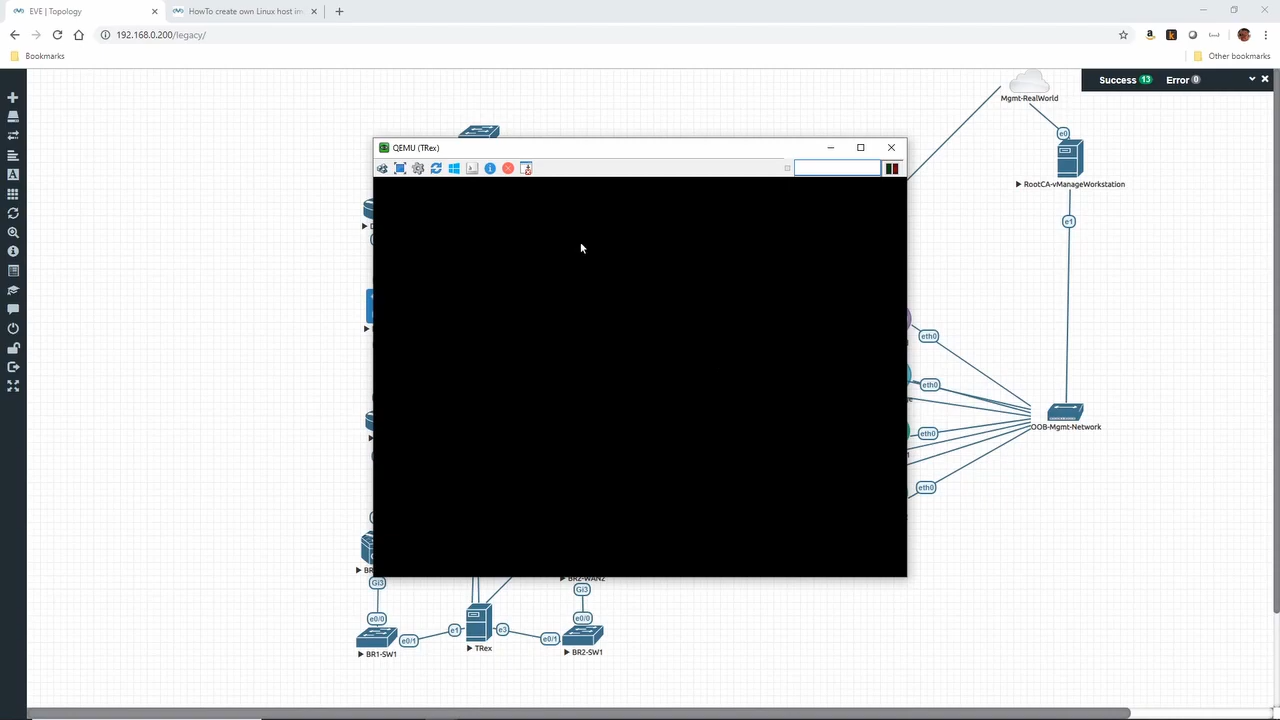 EVE | Topology
HowTo create own Linux host im
192.168.0.200/legacy/
Bookmarks
Other bookmarks
Success 13 Error 0
Mgmt-RealWorld
e0
QEMU (TRex)
RootCA-vManageWorkstation
e1
eth0
eth0
OOB-Mgmt-Network
eth0
eth0
BR
BR2-WAN2
Gi3
Gi3
e0/0
e0/0
e1
e3
e0/1
e0/1
TRex
BR1-SW1
BR2-SW1